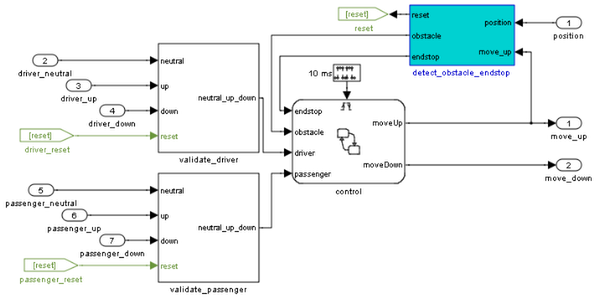 [reset]
reset
reset
obstacle
endstop
position
move_up
detect_obstacle_endstop
1
position
2
driver_neutral
3
driver_up
4
driver_down
[reset]
driver_reset
neutral
up
down
reset
neutral_up_down
validate_driver
10 ms
endstop
obstacle
driver
passenger
moveUp
moveDown
control
1
move_up
2
move_down
5
passenger_neutral
6
passenger_up
7
passenger_down
[reset]
passenger_reset
neutral
up
down
reset
neutral_up_down
validate_passenger